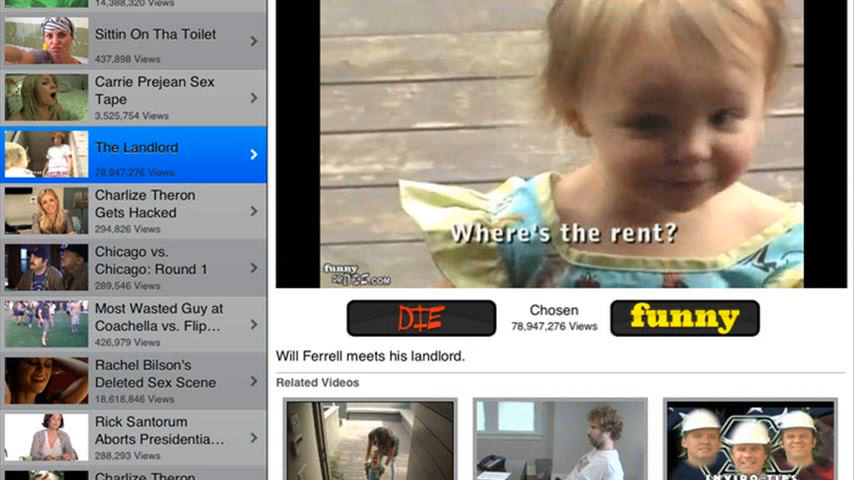 14,388,320 Views
Sittin On Tha Toilet
437,898 Views
Carrie Prejean Sex
Tape
3,525,754 Views
The Landlord
78,947,276 Views
Charlize Theron
Gets Hacked
294,826 Views
Chicago vs.
Chicago: Round 1
289,546 Views
Most Wasted Guy at
Coachella vs. Flip...
426,979 Views
Rachel Bilson's
Deleted Sex Scene
18,618,846 Views
Rick Santorum
Aborts Presidentia...
288,293 Views
Charlize Theron
Where's the rent?
funny
OR DIE.COM
DIE
Chosen
78,947,276 Views
funny
Will Ferrell meets his landlord.
Related Videos
ENVIRO-TIPS